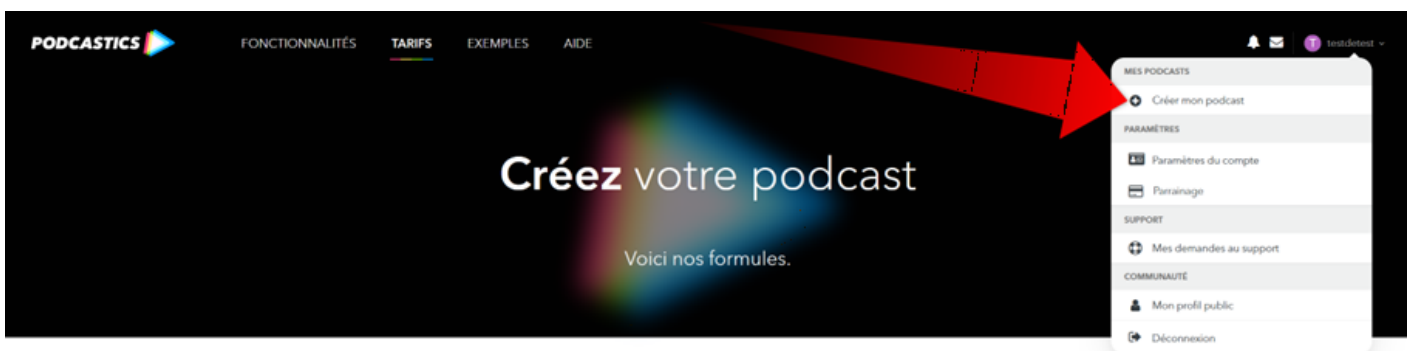 PODCASTICS
FONCTIONNALITÉS TARIFS EXEMPLES AIDE
T testdetest
Créez votre podcast
Voici nos formules.
MES PODCASTS
Créer mon podcast
PARAMÈTRES
Paramètres du compte
Parrainage
SUPPORT
Mes demandes au support
COMMUNAUTÉ
Mon profil public
Déconnexion